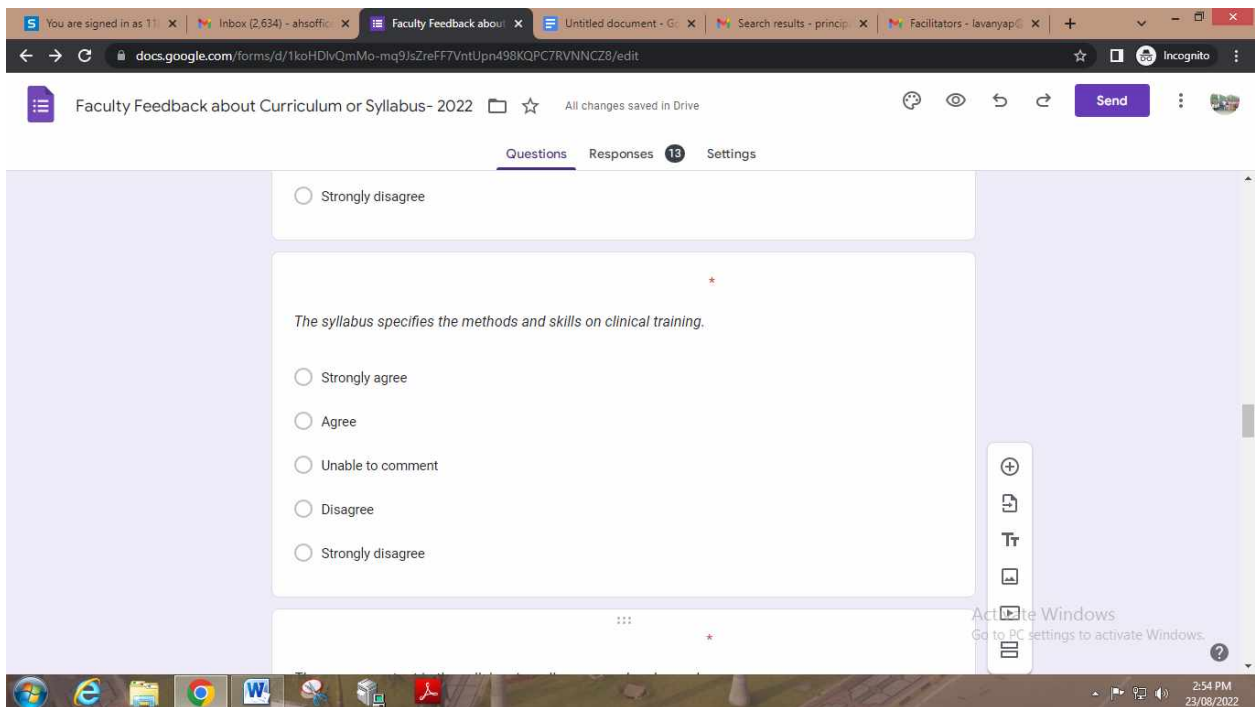 S You are signed in as 11
Inbox (2,634) - ahsoffic
Faculty Feedback about
Untitled document - G
Search results - princip
Facilitators - lavanyap
docs.google.com/forms/d/1koHDlvQmMo-mq9JsZreFF7VntUpn498KQPC7RVNNCZ8/edit
Incognito
Faculty Feedback about Curriculum or Syllabus- 2022
All changes saved in Drive
Send
Questions Responses 13 Settings
Strongly disagree
*
The syllabus specifies the methods and skills on clinical training.
Strongly agree
Agree
Unable to comment
Disagree
Strongly disagree
Tт
*
Activate Windows
Go to PC settings to activate Windows.
2:54 PM
23/08/2022